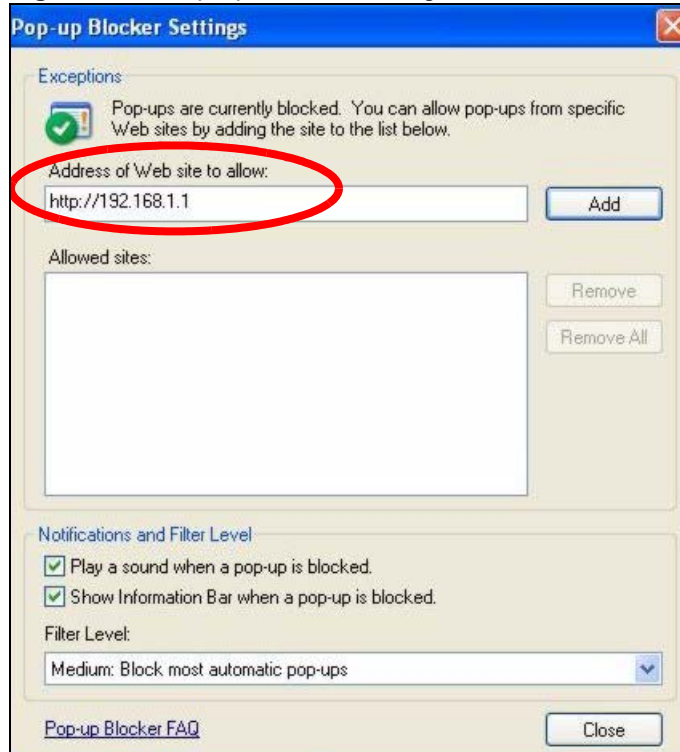 Pop-up Blocker Settings
Exceptions
Pop-ups are currently blocked. You can allow pop-ups from specific
Web sites by adding the site to the list below.
Address of Web site to allow:
http://192.168.1.1
Add
Allowed sites:
Remove
Remove All
Notifications and Filter Level
Play a sound when a pop-up is blocked.
Show Information Bar when a pop-up is blocked.
Filter Level:
Medium: Block most automatic pop-ups
Pop-up Blocker FAQ
Close